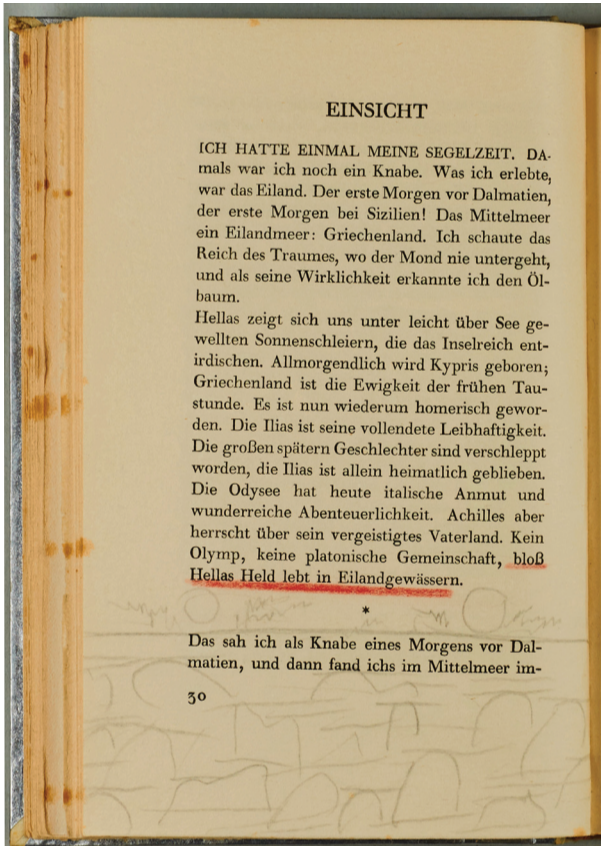 EINSICHT
ICH HATTE EINMAL MEINE SEGELZEIT. DA-
mals war ich noch ein Knabe. Was ich erlebte,
war das Eiland. Der erste Morgen vor Dalmatien,
der erste Morgen bei Sizilien! Das Mittelmeer
ein Eilandmeer: Griechenland. Ich schaute das
Reich des Traumes, wo der Mond nie untergeht,
und als seine Wirklichkeit erkannte ich den Öl-
baum.
Hellas zeigt sich uns unter leicht über See ge-
wellten Sonnenschleiern, die das Inselreich ent-
irdischen. Allmorgendlich wird Kypris geboren;
Griechenland ist die Ewigkeit der frühen Tau-
stunde. Es ist nun wiederum homerisch gewor-
den. Die Ilias ist seine vollendete Leibhaftigkeit.
Die großen spätern Geschlechter sind verschleppt
worden, die Ilias ist allein heimatlich geblieben.
Die Odysee hat heute italische Anmut und
wunderreiche Abenteuerlichkeit. Achilles aber
herrscht über sein vergeistigtes Vaterland. Kein
Olymp, keine platonische Gemeinschaft, bloß
Hellas Held lebt in Eilandgewässern.
*
Das sah ich als Knabe eines Morgens vor Dal-
matien, und dann fand ichs im Mittelmeer im-
30